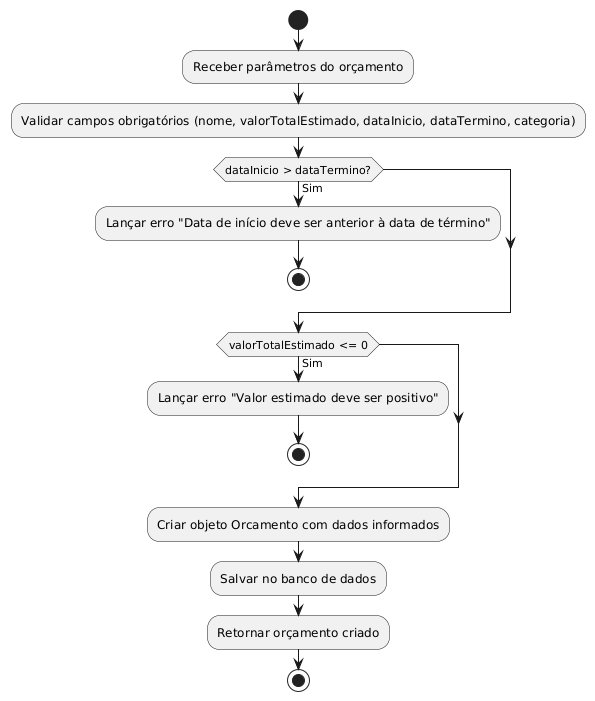 Receber parâmetros do orçamento
Validar campos obrigatórios (nome, valorTotalEstimado, dataInicio, dataTermino, categoria)
dataInicio > dataTermino?
Sim
Lançar erro "Data de início deve ser anterior à data de término"
valorTotalEstimado <= 0
Sim
Lançar erro "Valor estimado deve ser positivo"
Criar objeto Orcamento com dados informados
Salvar no banco de dados
Retornar orçamento criado